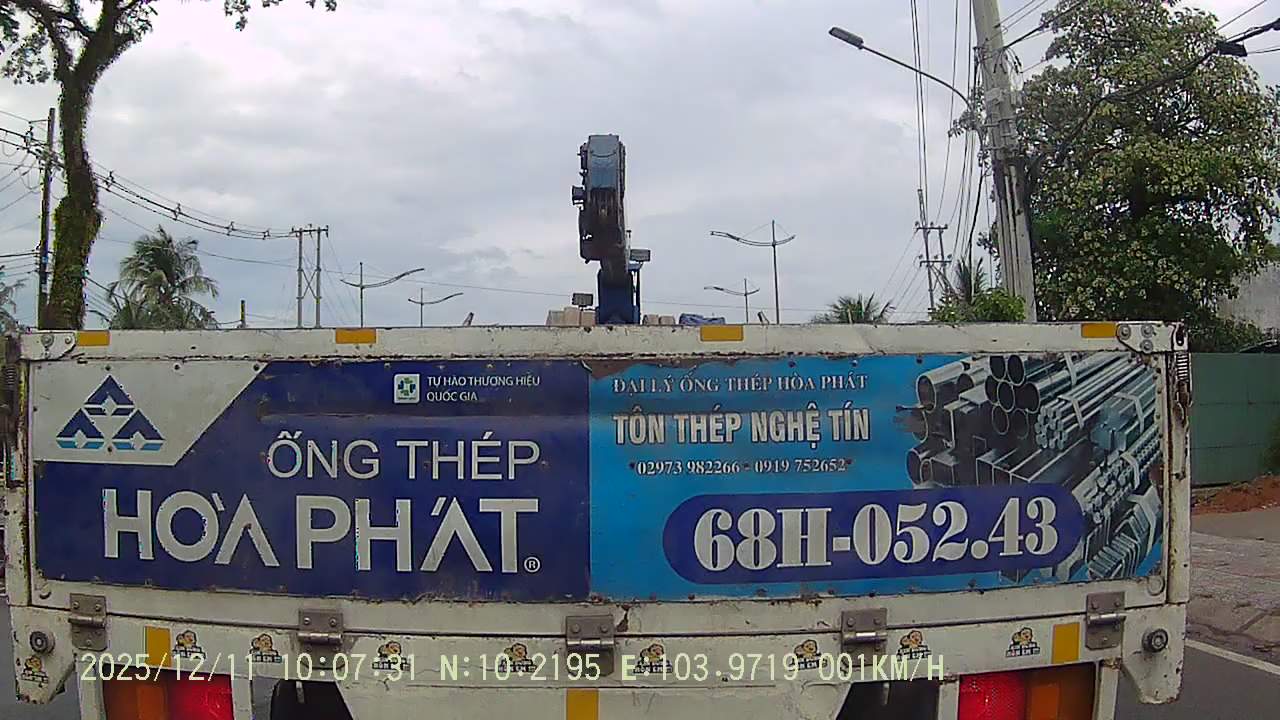 TỰ HÀO THƯƠNG HIỆU
QUỐC GIA
ỐNG THÉP
HÒA PHÁT®
ĐẠI LÝ ỐNG THÉP HÒA PHÁT
TÔN THÉP NGHỆ TÍN
02973 982266 - 0919 752652
68H-052.43
2025/12/11 10:07:31 N:10.2195 E:103.9719 001KM/H